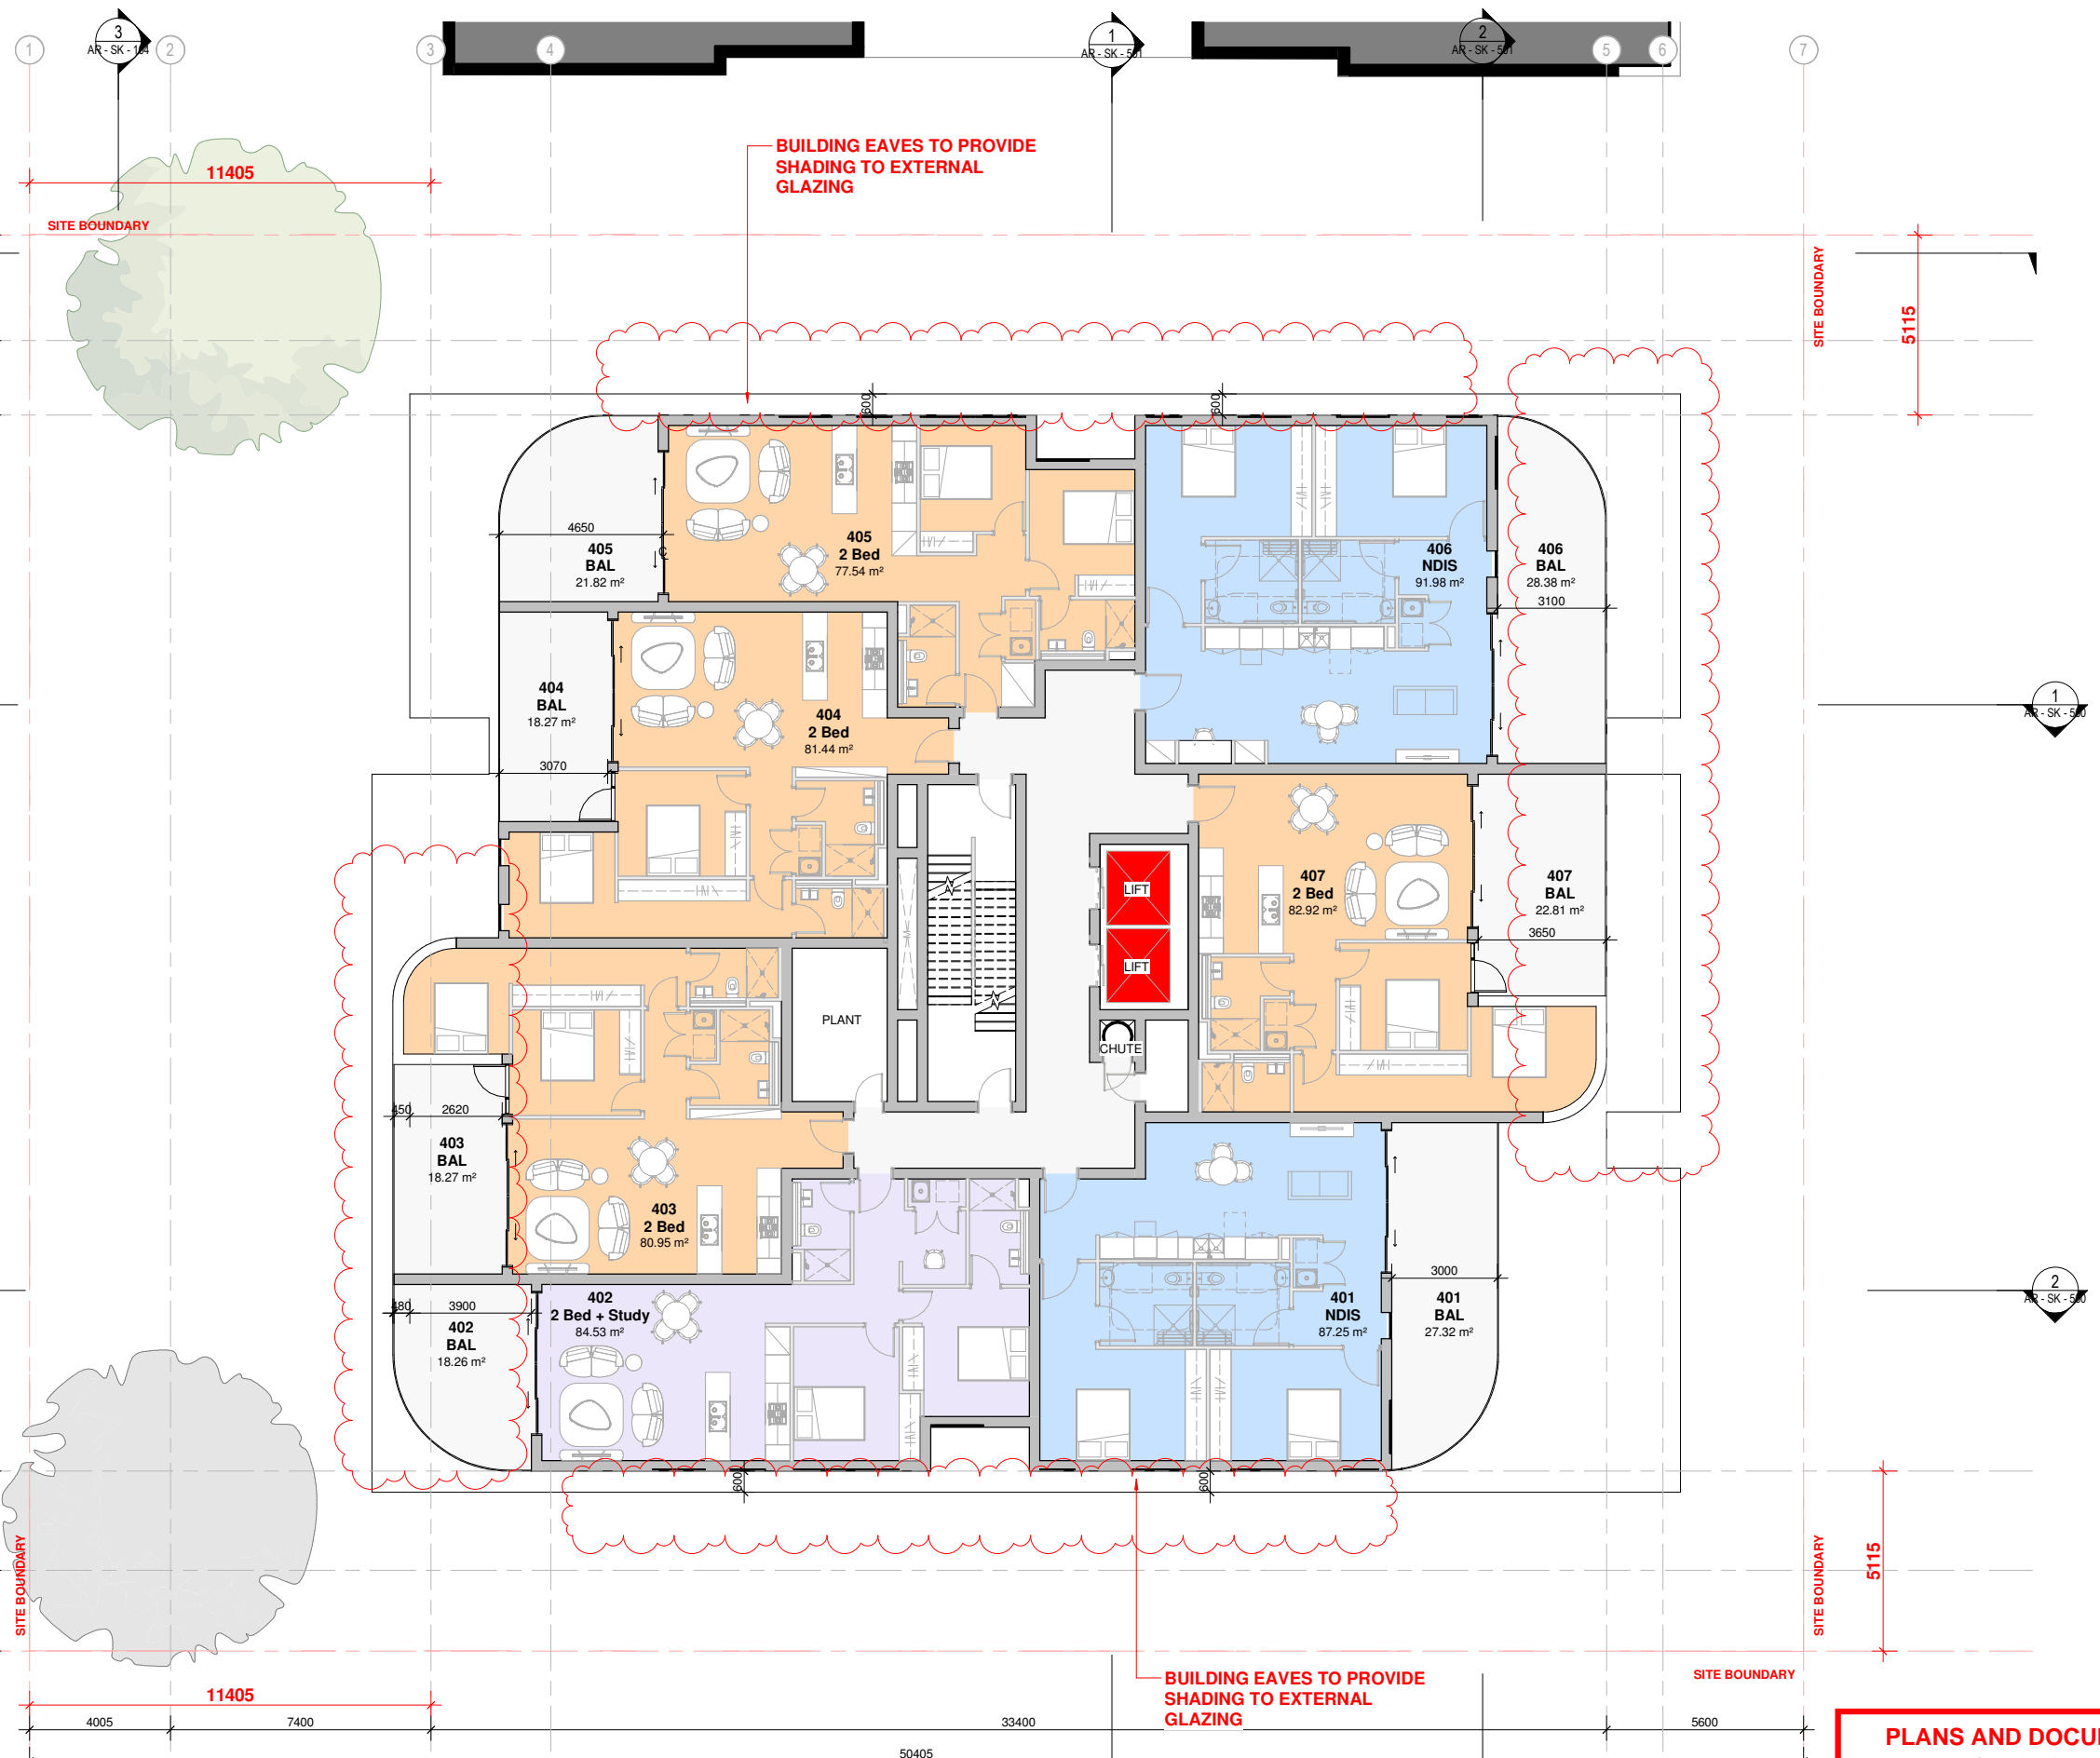 1
3
AR - SK - 104
2
3
4
1
AR - SK - 501
2
AR - SK - 501
5
6
7
BUILDING EAVES TO PROVIDE
SHADING TO EXTERNAL
GLAZING
11405
SITE BOUNDARY
SITE BOUNDARY
5115
600
600
4650
405
BAL
21.82 m²
405
2 Bed
77.54 m²
406
NDIS
91.98 m²
406
BAL
28.38 m²
3100
404
BAL
18.27 m²
3070
404
2 Bed
81.44 m²
1
AR - SK - 500
LIFT
LIFT
407
2 Bed
82.92 m²
407
BAL
22.81 m²
3650
PLANT
CHUTE
450
2620
403
BAL
18.27 m²
403
2 Bed
80.95 m²
480
3900
402
BAL
18.26 m²
402
2 Bed + Study
84.53 m²
401
NDIS
87.25 m²
3000
401
BAL
27.32 m²
2
AR - SK - 500
600
600
SITE BOUNDARY
SITE BOUNDARY
5115
BUILDING EAVES TO PROVIDE
SHADING TO EXTERNAL
GLAZING
SITE BOUNDARY
11405
4005
7400
33400
5600
50405
PLANS AND DOCU